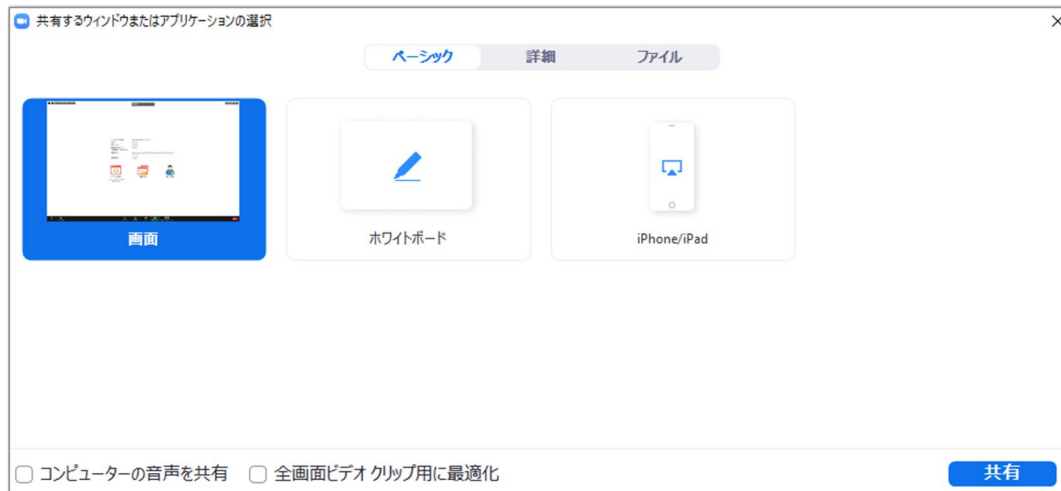 共有するウィンドウまたはアプリケーションの選択
ベーシック 詳細 ファイル
画面 ホワイトボード iPhone/iPad
コンピューターの音声を共有 全画面ビデオ クリップ用に最適化 共有